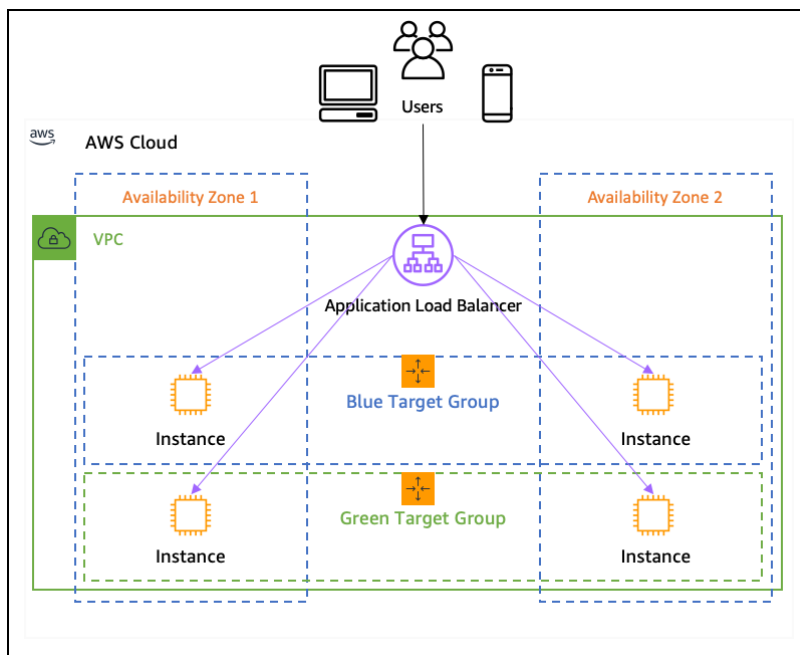 Users
aws
AWS Cloud
Availability Zone 1
Availability Zone 2
VPC
Application Load Balancer
Blue Target Group
Instance
Instance
Green Target Group
Instance
Instance